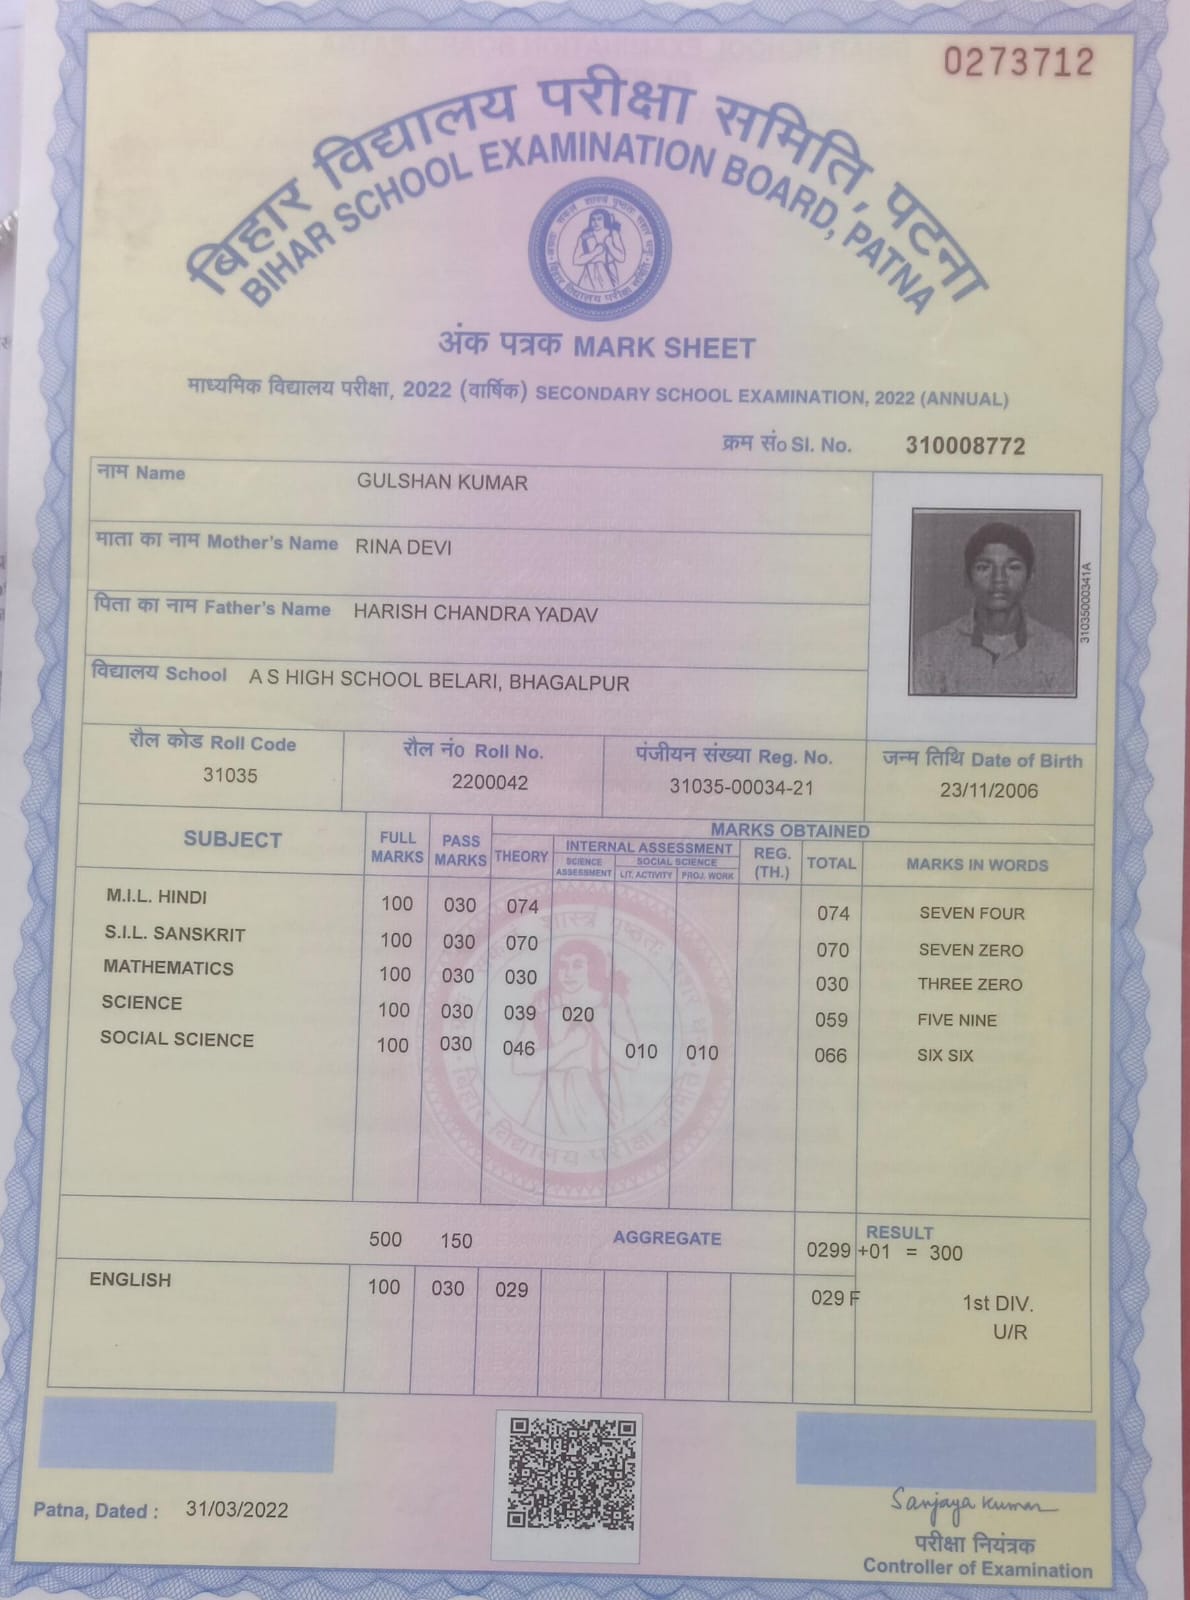 0273712
बिहार विद्यालय परीक्षा समिति, पटना
BIHAR SCHOOL EXAMINATION BOARD, PATNA
अंक पत्रक MARK SHEET
माध्यमिक विद्यालय परीक्षा, 2022 (वार्षिक) SECONDARY SCHOOL EXAMINATION, 2022 (ANNUAL)
क्रम सं० Sl. No. 310008772
नाम Name GULSHAN KUMAR
माता का नाम Mother's Name RINA DEVI
पिता का नाम Father's Name HARISH CHANDRA YADAV
310350000341A
विद्यालय School A S HIGH SCHOOL BELARI, BHAGALPUR
रौल कोड Roll Code रौल नं० Roll No. पंजीयन संख्या Reg. No. जन्म तिथि Date of Birth
31035 2200042 31035-00034-21 23/11/2006
SUBJECT FULL MARKS PASS MARKS MARKS OBTAINED
THEORY INTERNAL ASSESSMENT REG. (TH.) TOTAL MARKS IN WORDS
SCIENCE ASSESSMENT SOCIAL SCIENCE
LIT. ACTIVITY PROJ. WORK
M.I.L. HINDI 100 030 074 074 SEVEN FOUR
S.I.L. SANSKRIT 100 030 070 070 SEVEN ZERO
MATHEMATICS 100 030 030 030 THREE ZERO
SCIENCE 100 030 039 020 059 FIVE NINE
SOCIAL SCIENCE 100 030 046 010 010 066 SIX SIX
500 150 AGGREGATE 0299 +01 = 300
RESULT
ENGLISH 100 030 029 029 F
1st DIV.
U/R
Patna, Dated : 31/03/2022
Sanjaya Kumar
परीक्षा नियंत्रक
Controller of Examination